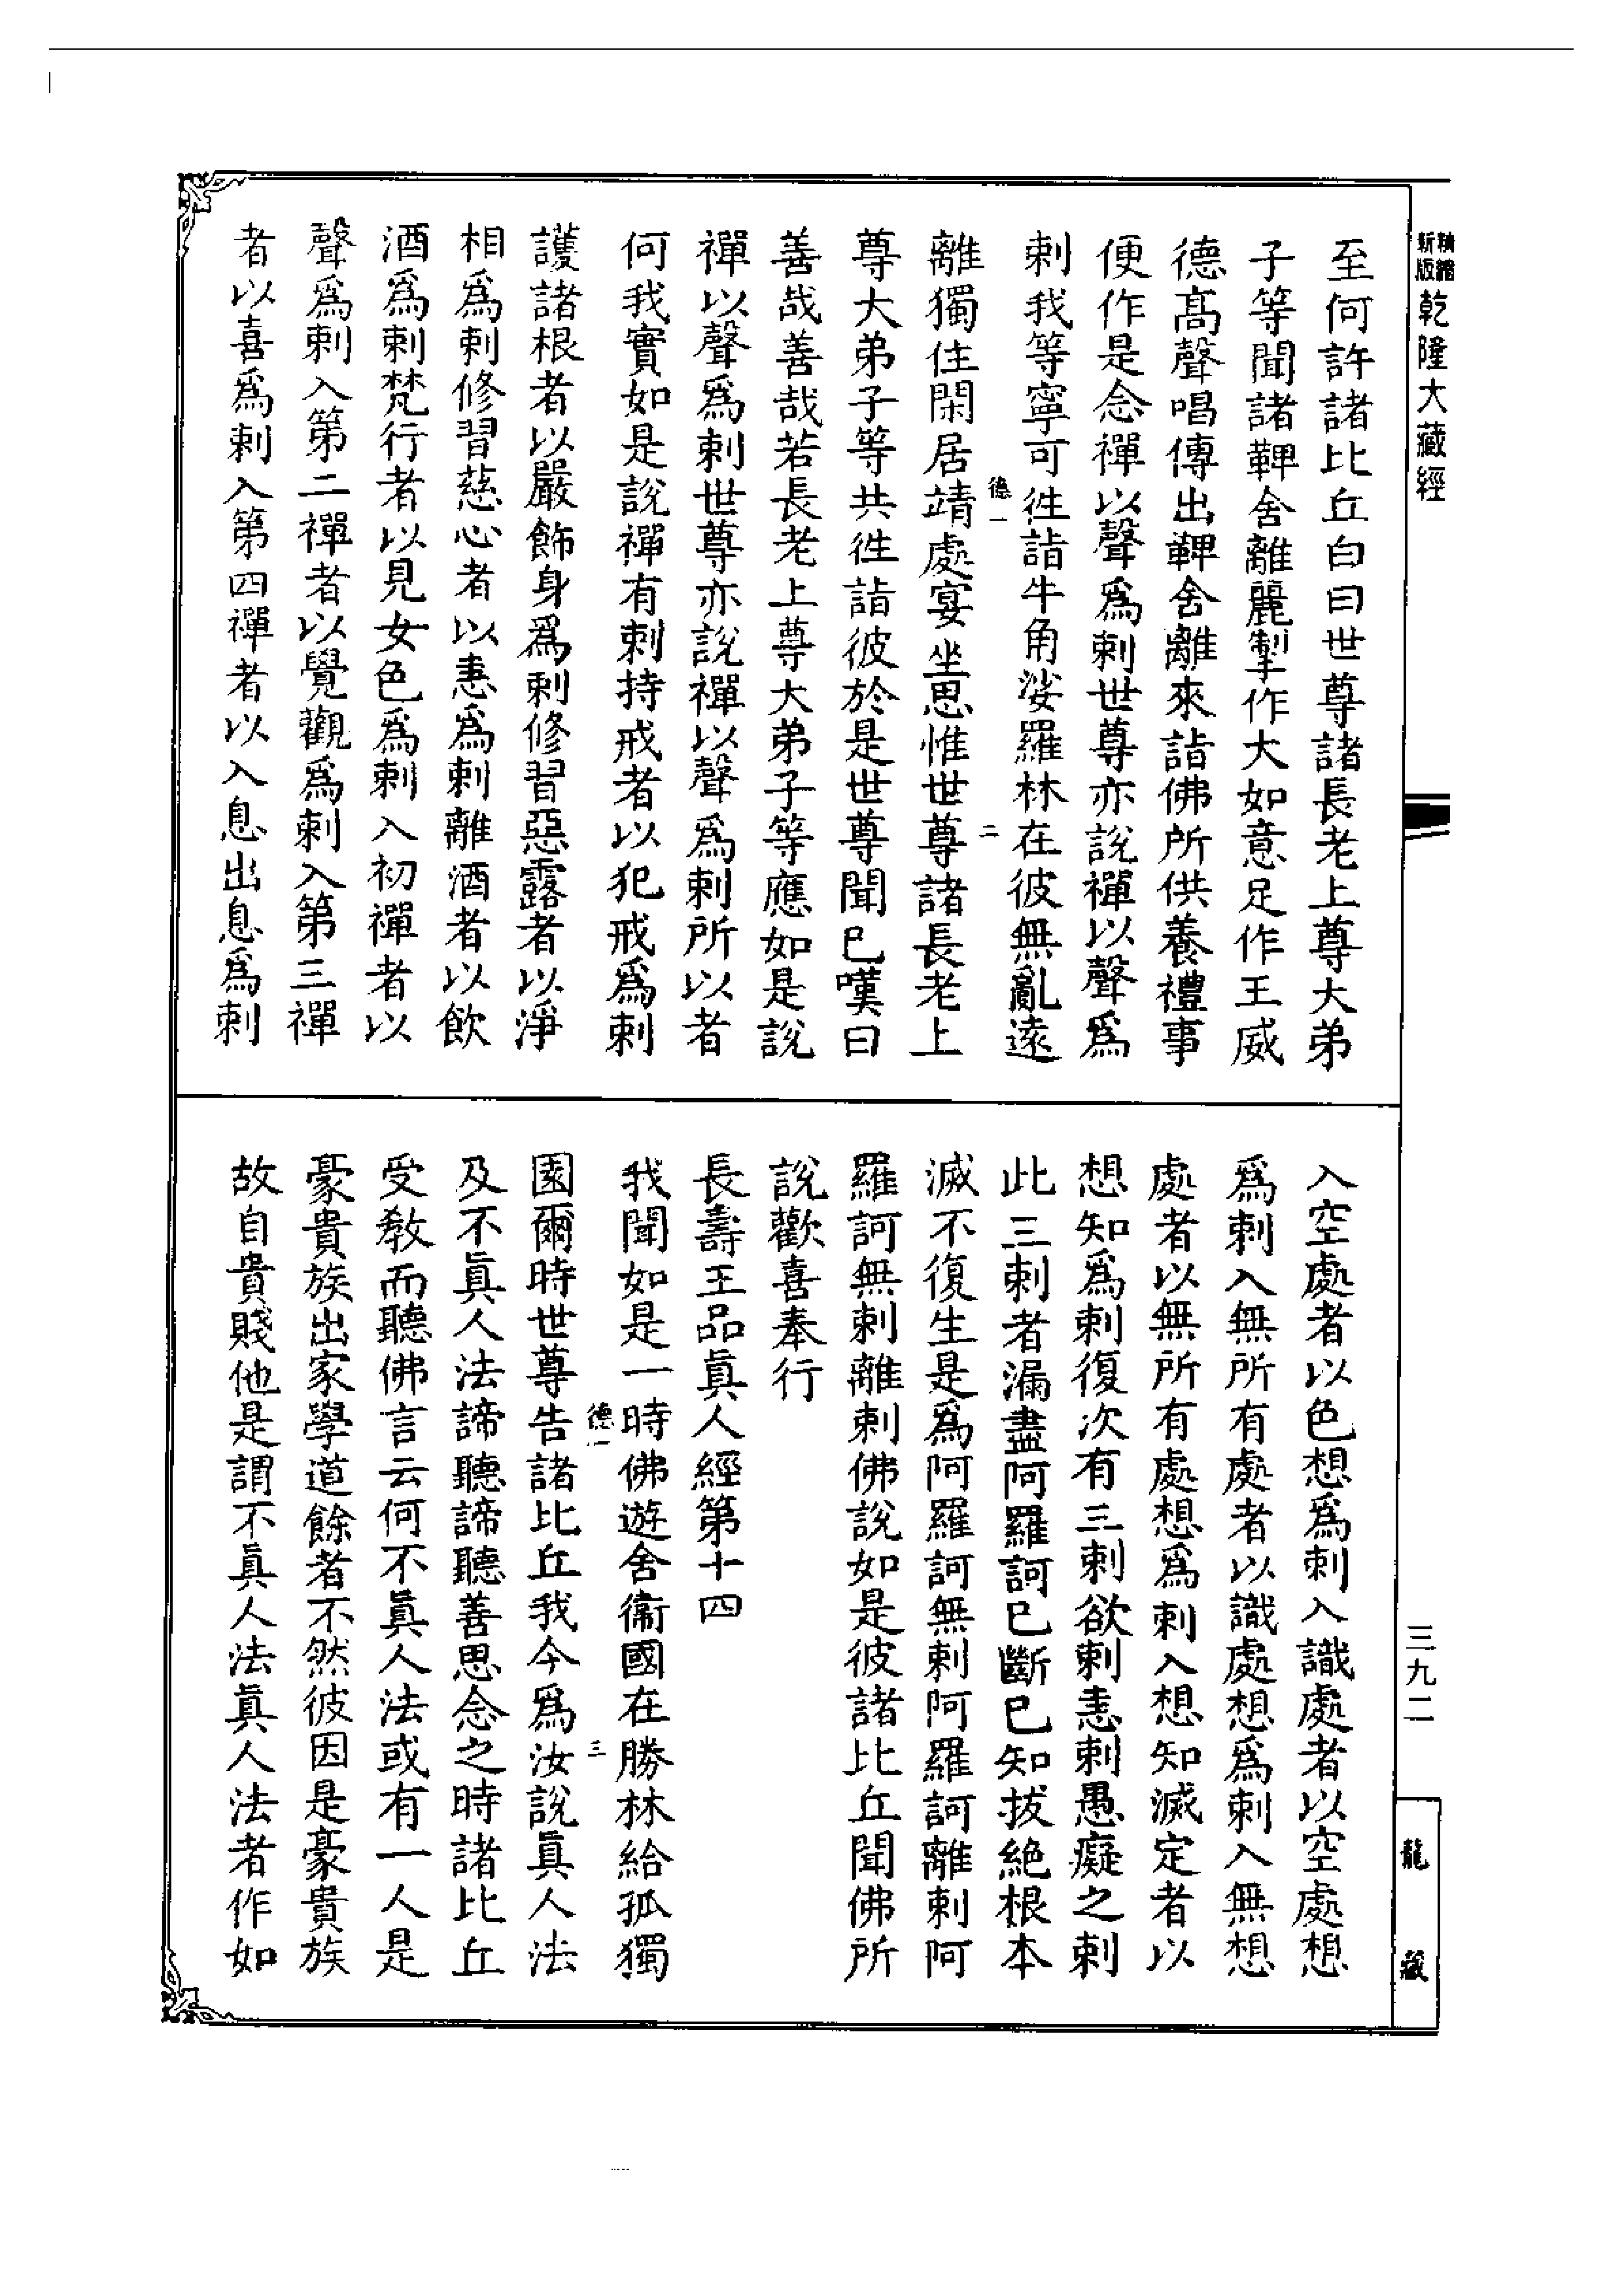 精縮新版乾隆大藏經
至何許諸比丘白曰世尊諸長老上尊大弟
子等聞諸鞞舍離麗掣作大如意足作王威
德高聲唱傳出鞞舍離來詣佛所供養禮事
便作是念禪以聲爲刺世尊亦說禪以聲爲
刺我等寧可徃詣牛角娑羅林在彼無亂遠
德一
二
離獨住閑居靖處宴坐思惟世尊諸長老上
尊大弟子等共徃詣彼於是世尊聞已嘆曰
善哉善哉若長老上尊大弟子等應如是說
禪以聲爲刺世尊亦說禪以聲爲刺所以者
何我實如是說禪有刺持戒者以犯戒爲刺
護諸根者以嚴飾身爲刺修習惡露者以淨
相爲刺修習慈心者以恚爲刺離酒者以飲
酒爲刺梵行者以見女色爲刺入初禪者以
聲爲刺入第二禪者以覺觀爲刺入第三禪
者以喜爲刺入第四禪者以入息出息爲刺
入空處者以色想爲刺入識處者以空處想
爲刺入無所有處者以識處想爲刺入無想
處者以無所有處想爲刺入想知滅定者以
想知爲刺復次有三刺欲刺恚刺愚癡之刺
此三刺者漏盡阿羅訶已斷已知拔絕根本
滅不復生是爲阿羅訶無刺阿羅訶離刺阿
羅訶無刺離刺佛說如是彼諸比丘聞佛所
說歡喜奉行
長壽王品真人經第十四
我聞如是一時佛遊舍衞國在勝林給孤獨
德一
三
園爾時世尊告諸比丘我今爲汝說真人法
及不真人法諦聽諦聽善思念之時諸比丘
受教而聽佛言云何不真人法或有一人是
豪貴族出家學道餘者不然彼因是豪貴族
故自貴賤他是謂不真人法真人法者作如
三九二
龍藏